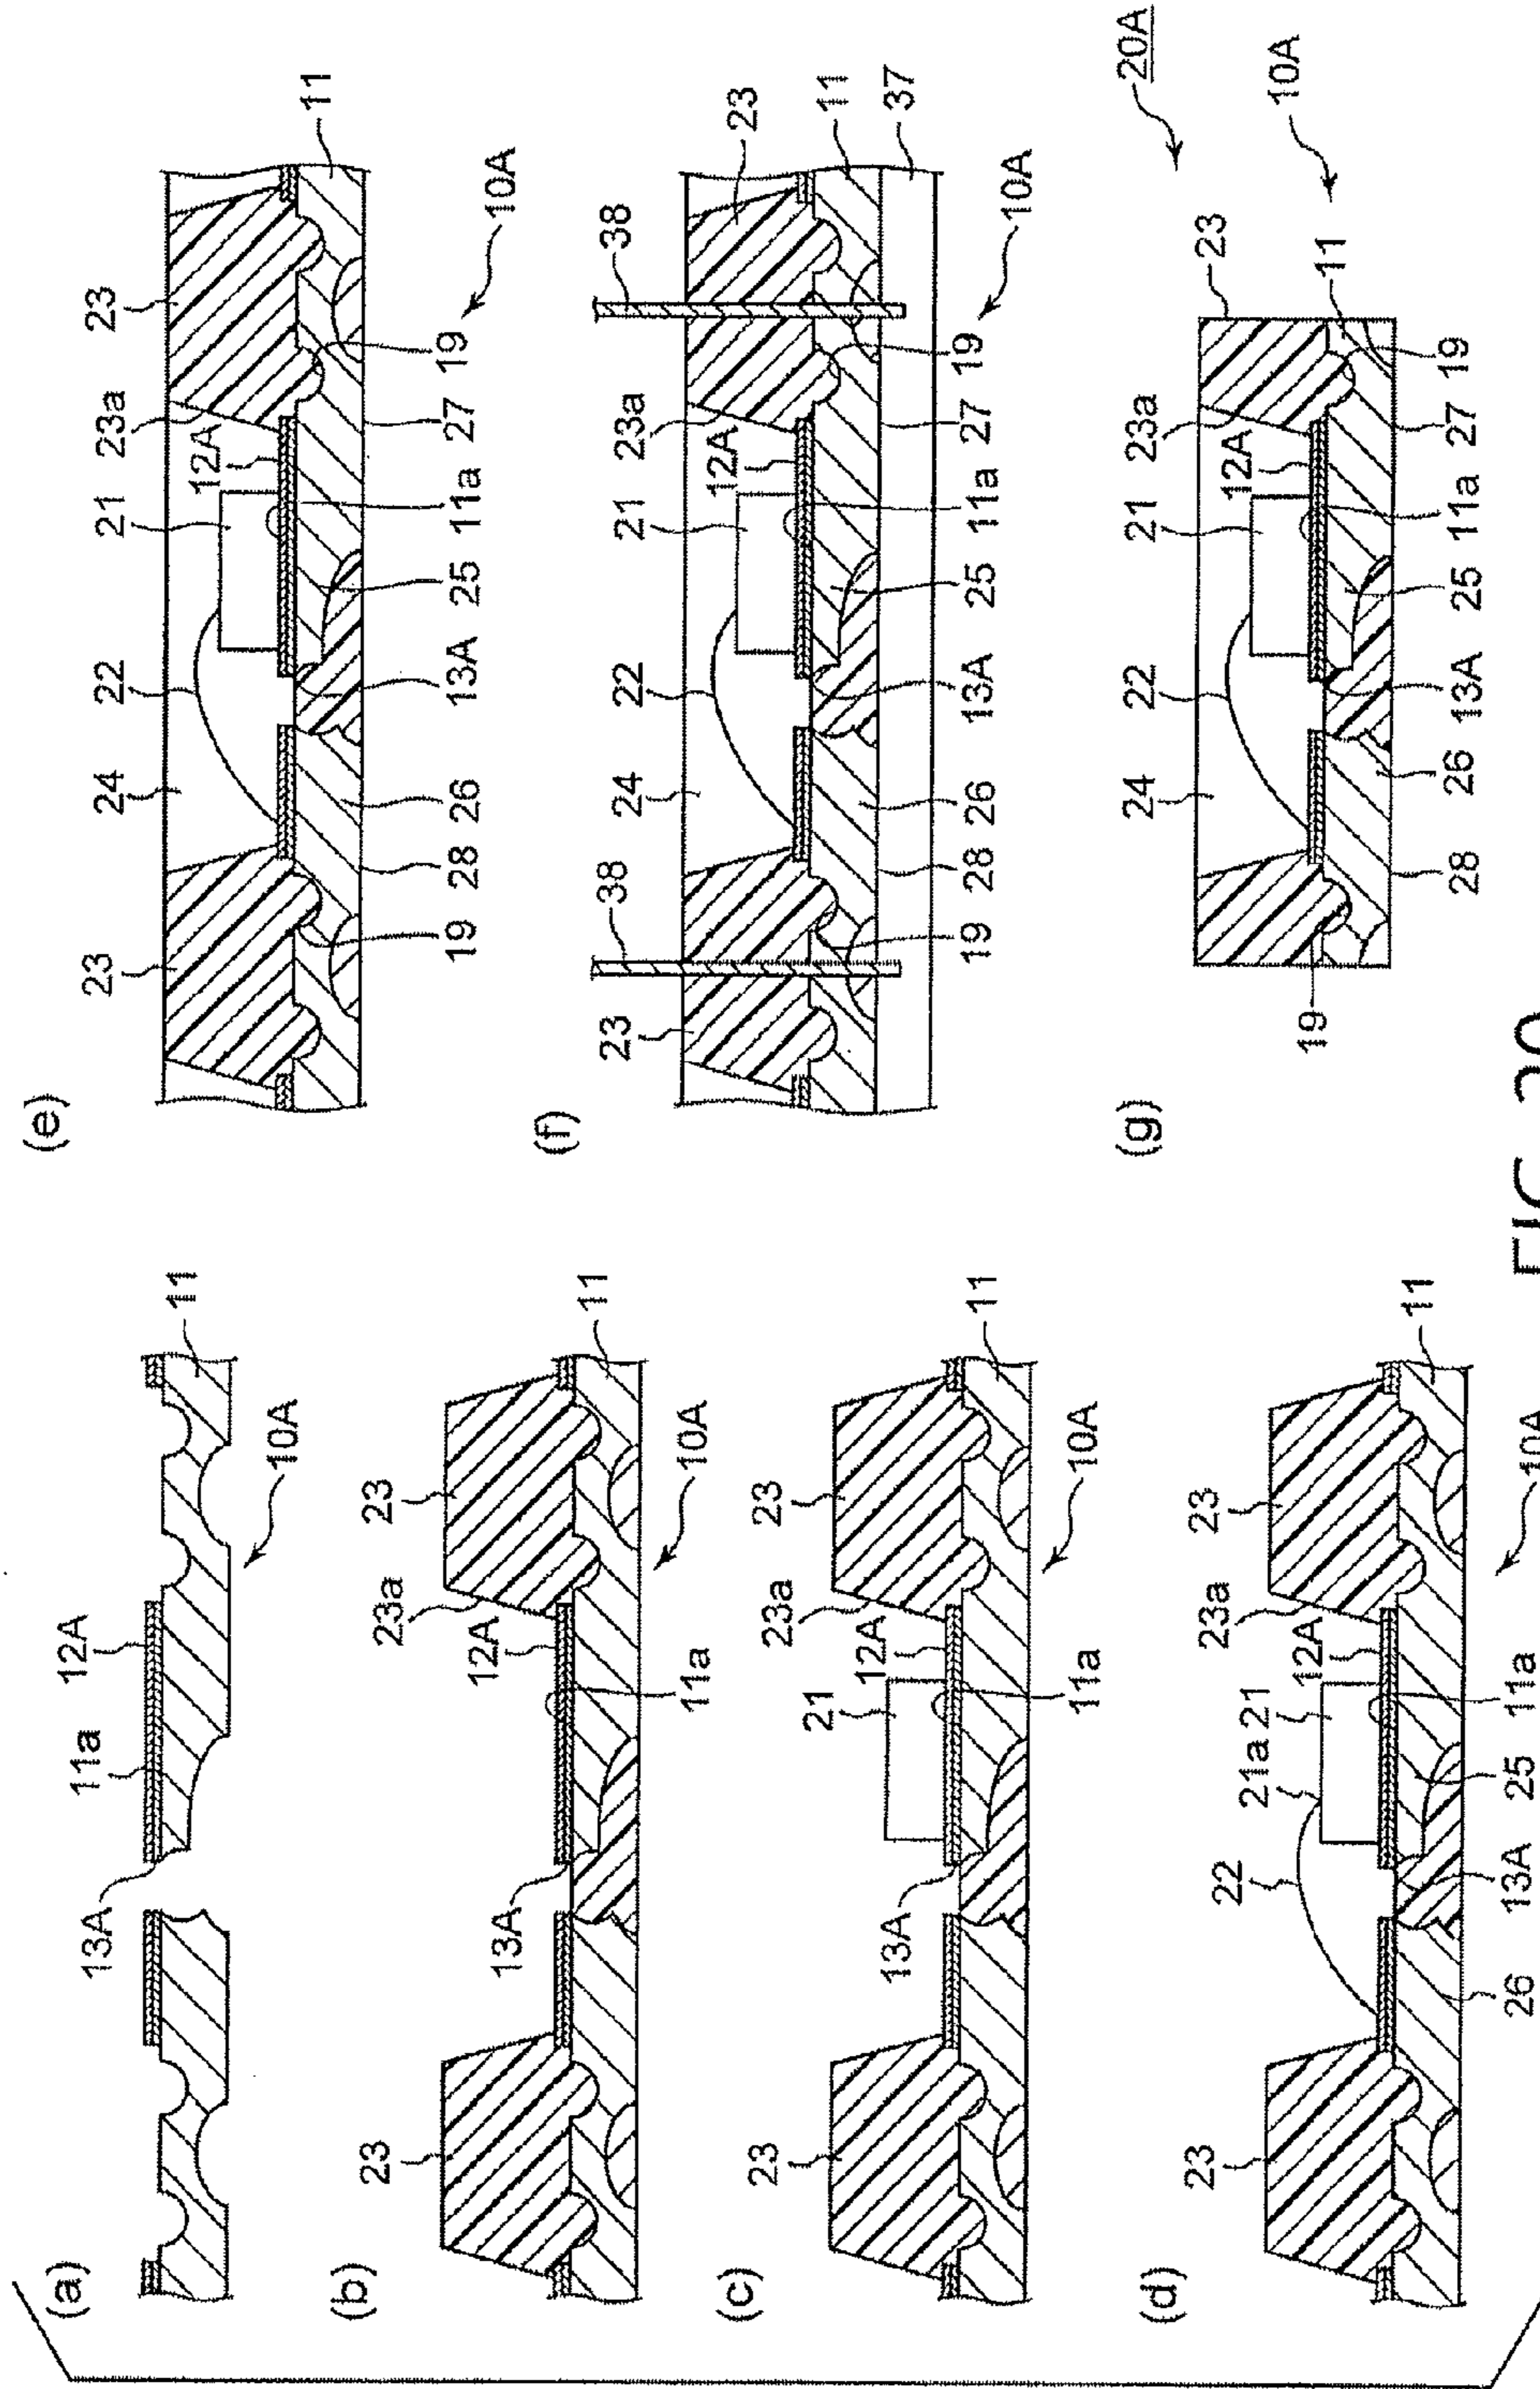 (a)
13A 11a 12A 11
10A
(b)
23 13A 12A 23a 23 11
11a 10A
(c)
23 13A 21 12A 23a 23 11
11a 10A
(d)
23 22 21a 21 12A 23a 23 11
26 13A 25 11a 10A
(e)
23 24 22 21 12A 23a 23 11
19 28 26 13A 25 11a 27 19 10A
(f)
23 38 24 22 21 12A 23a 38 23 11 37
19 28 26 13A 25 11a 27 19 10A
(g)
20A
24 22 21 12A 23a 23 11 10A
19 28 26 13A 25 11a 27 19
FIG.